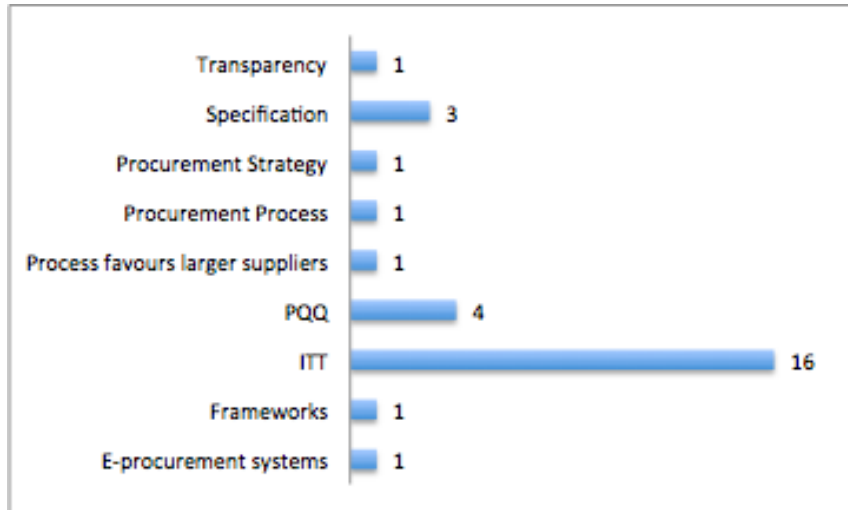 Transparency 1
Specification 3
Procurement Strategy 1
Procurement Process 1
Process favours larger suppliers 1
PQQ 4
ITT 16
Frameworks 1
E-procurement systems 1